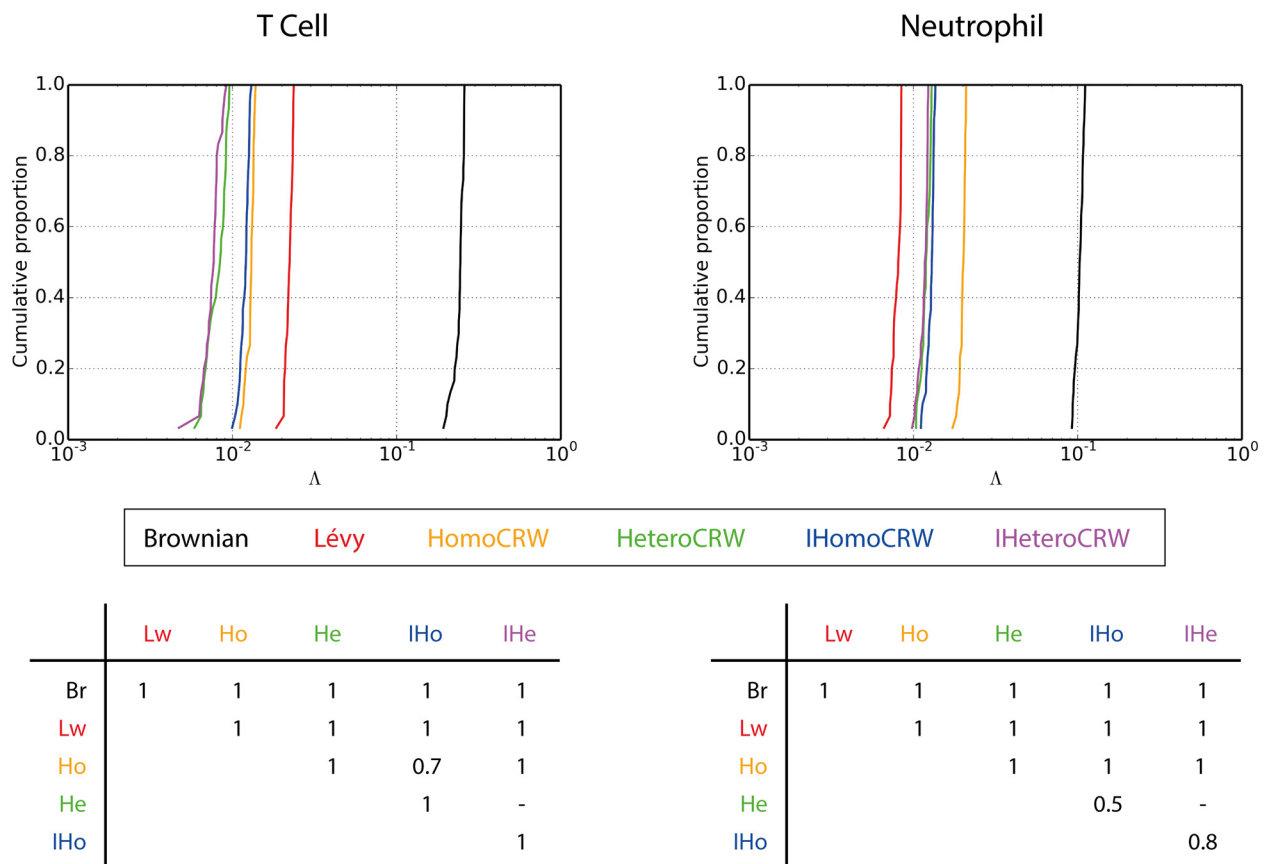 T Cell Neutrophil
1.0 1.0
0.8 0.8
0.6 0.6
0.4 0.4
0.2 0.2
0.0 0.0
Cumulative proportion Cumulative proportion
10^-3 10^-2 10^-1 10^0 10^-3 10^-2 10^-1 10^0
Λ Λ
Brownian Lévy HomoCRW HeteroCRW IHomoCRW IHeteroCRW
Lw Ho He IHo IHe Lw Ho He IHo IHe
Br 1 1 1 1 1 Br 1 1 1 1 1
Lw 1 1 1 1 Lw 1 1 1 1
Ho 1 0.7 1 Ho 1 1 1
He 1 - He 0.5 -
IHo 1 IHo 0.8